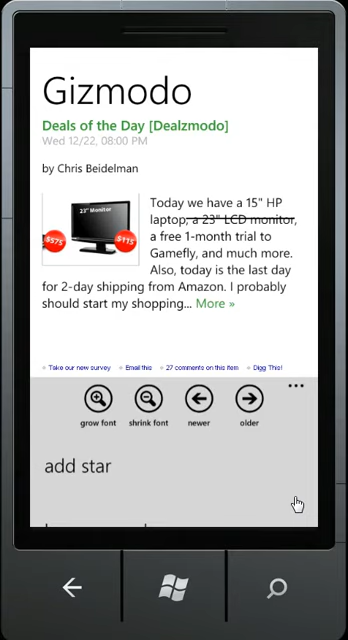 Gizmodo
Deals of the Day [Dealzmodo]
Wed 12/22, 08:00 PM
by Chris Beidelman
23" Monitor
$575
$115
Today we have a 15" HP
laptop, a 23" LCD monitor,
a free 1-month trial to
Gamefly, and much more.
Also, today is the last day
for 2-day shipping from Amazon. I probably
should start my shopping... More »
Take our new survey Email this 27 comments on this item Digg This!
grow font shrink font newer older
add star